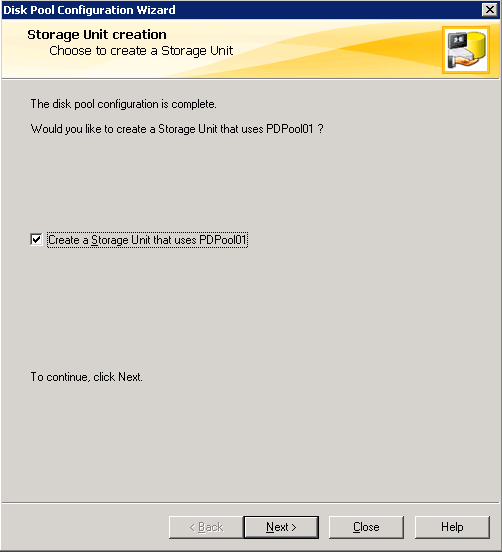 Disk Pool Configuration Wizard
Storage Unit creation
Choose to create a Storage Unit
The disk pool configuration is complete.
Would you like to create a Storage Unit that uses PDPool01 ?
Create a Storage Unit that uses PDPool01
To continue, click Next.
< Back
Next >
Close
Help